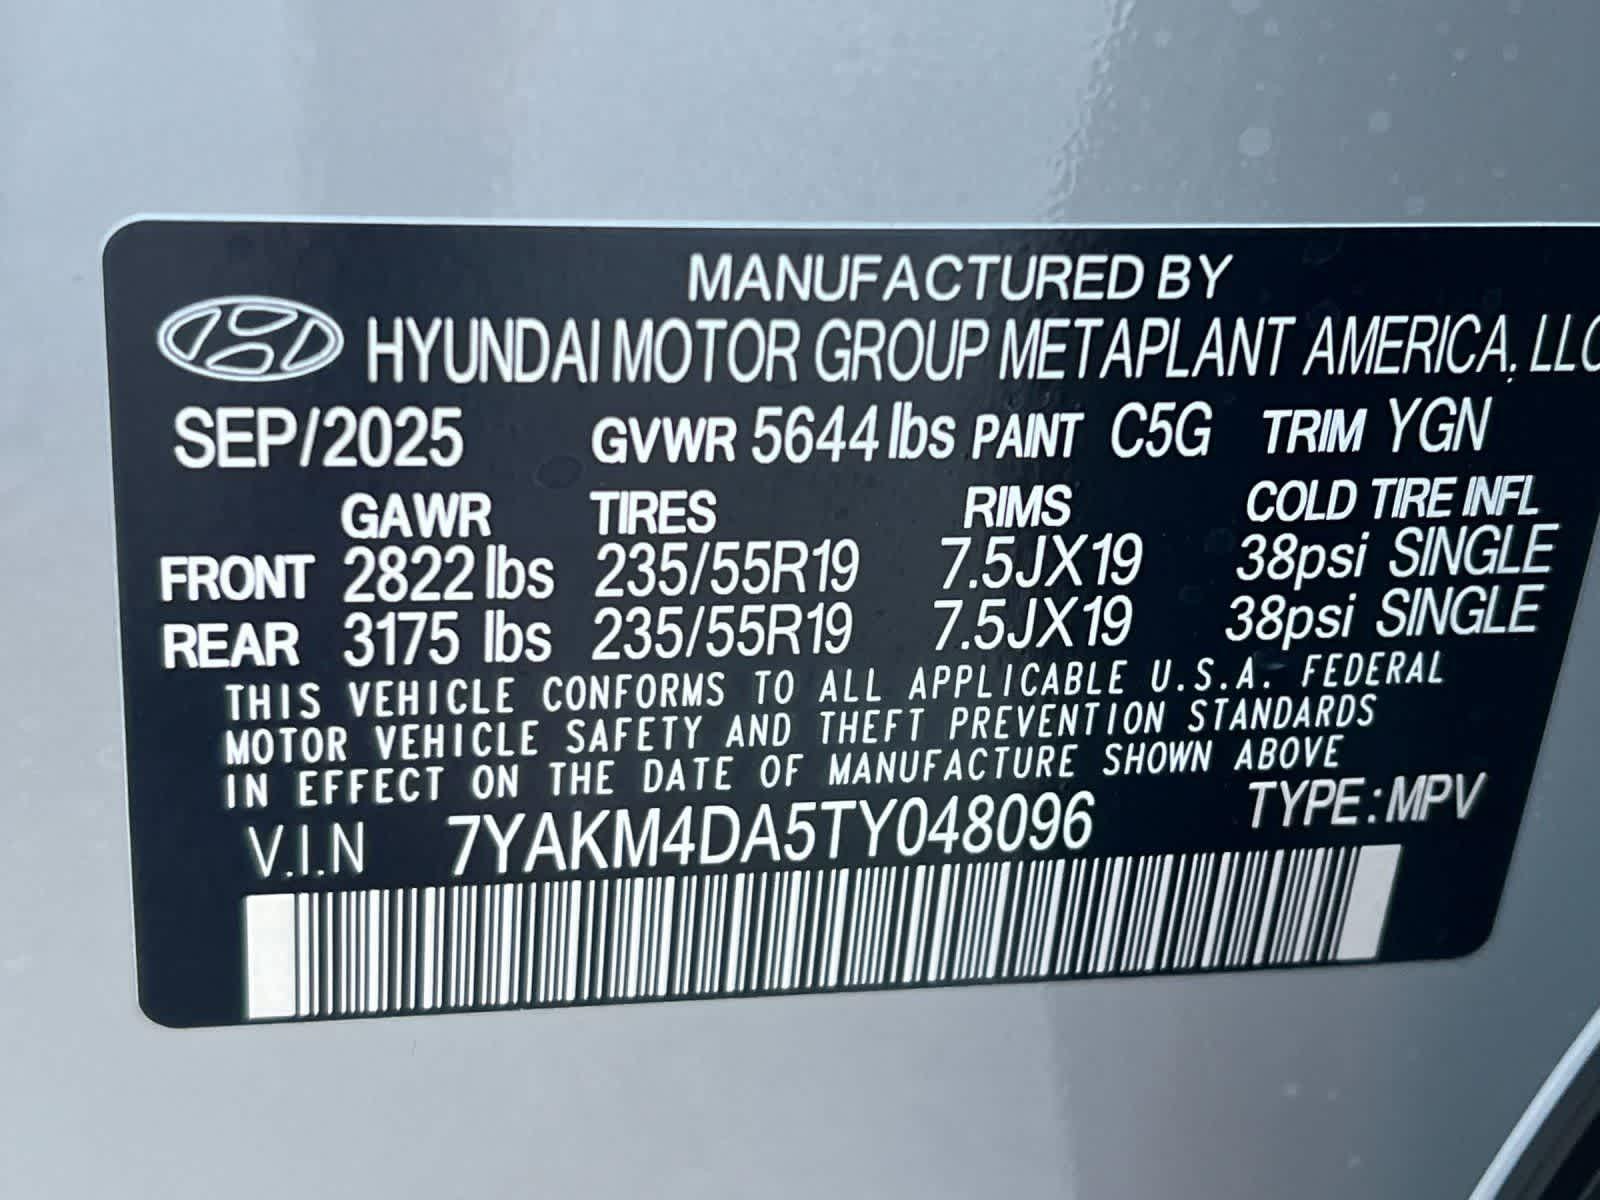 MANUFACTURED BY
HYUNDAI MOTOR GROUP METAPLANT AMERICA, LLC
SEP/2025 GVWR 5644 lbs PAINT C5G TRIM YGN
GAWR TIRES RIMS COLD TIRE INFL
FRONT 2822 lbs 235/55R19 7.5JX19 38psi SINGLE
REAR 3175 lbs 235/55R19 7.5JX19 38psi SINGLE
THIS VEHICLE CONFORMS TO ALL APPLICABLE U.S.A. FEDERAL
MOTOR VEHICLE SAFETY AND THEFT PREVENTION STANDARDS
IN EFFECT ON THE DATE OF MANUFACTURE SHOWN ABOVE
V.I.N 7YAKM4DA5TY048096 TYPE:MPV